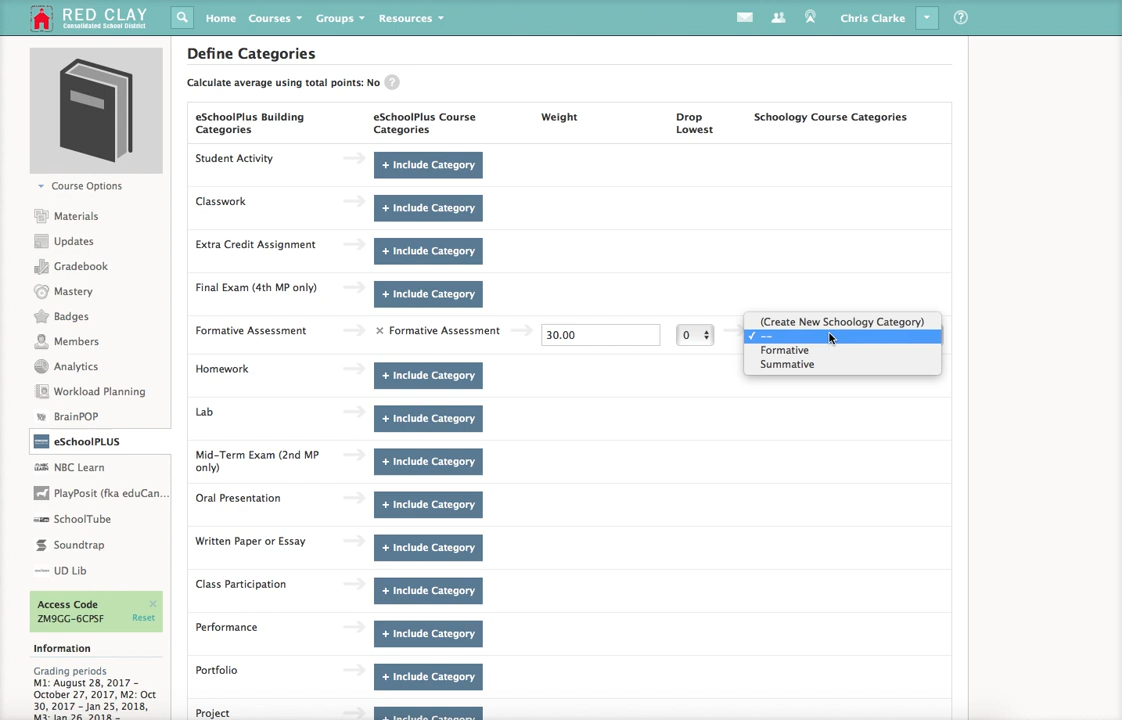 RED CLAY
Consolidated School District
Home Courses Groups Resources
Chris Clarke
Define Categories
Calculate average using total points: No ?
eSchoolPlus Building Categories
eSchoolPlus Course Categories
Weight
Drop Lowest
Schoology Course Categories
Student Activity + Include Category
Classwork + Include Category
Extra Credit Assignment + Include Category
Final Exam (4th MP only) + Include Category
Formative Assessment × Formative Assessment 30.00 0
(Create New Schoology Category)
✓ --
Formative
Summative
Homework + Include Category
Lab + Include Category
Mid-Term Exam (2nd MP only) + Include Category
Oral Presentation + Include Category
Written Paper or Essay + Include Category
Class Participation + Include Category
Performance + Include Category
Portfolio + Include Category
Project + Include Category
Course Options
Materials
Updates
Gradebook
Mastery
Badges
Members
Analytics
Workload Planning
BrainPOP
eSchoolPLUS
NBC Learn
PlayPosit (fka eduCan...
SchoolTube
Soundtrap
UD Lib
Access Code ×
ZM9GG-6CPSF Reset
Information
Grading periods
M1: August 28, 2017 -
October 27, 2017, M2: Oct
30, 2017 - Jan 25, 2018,
M3: Jan 26, 2018 -